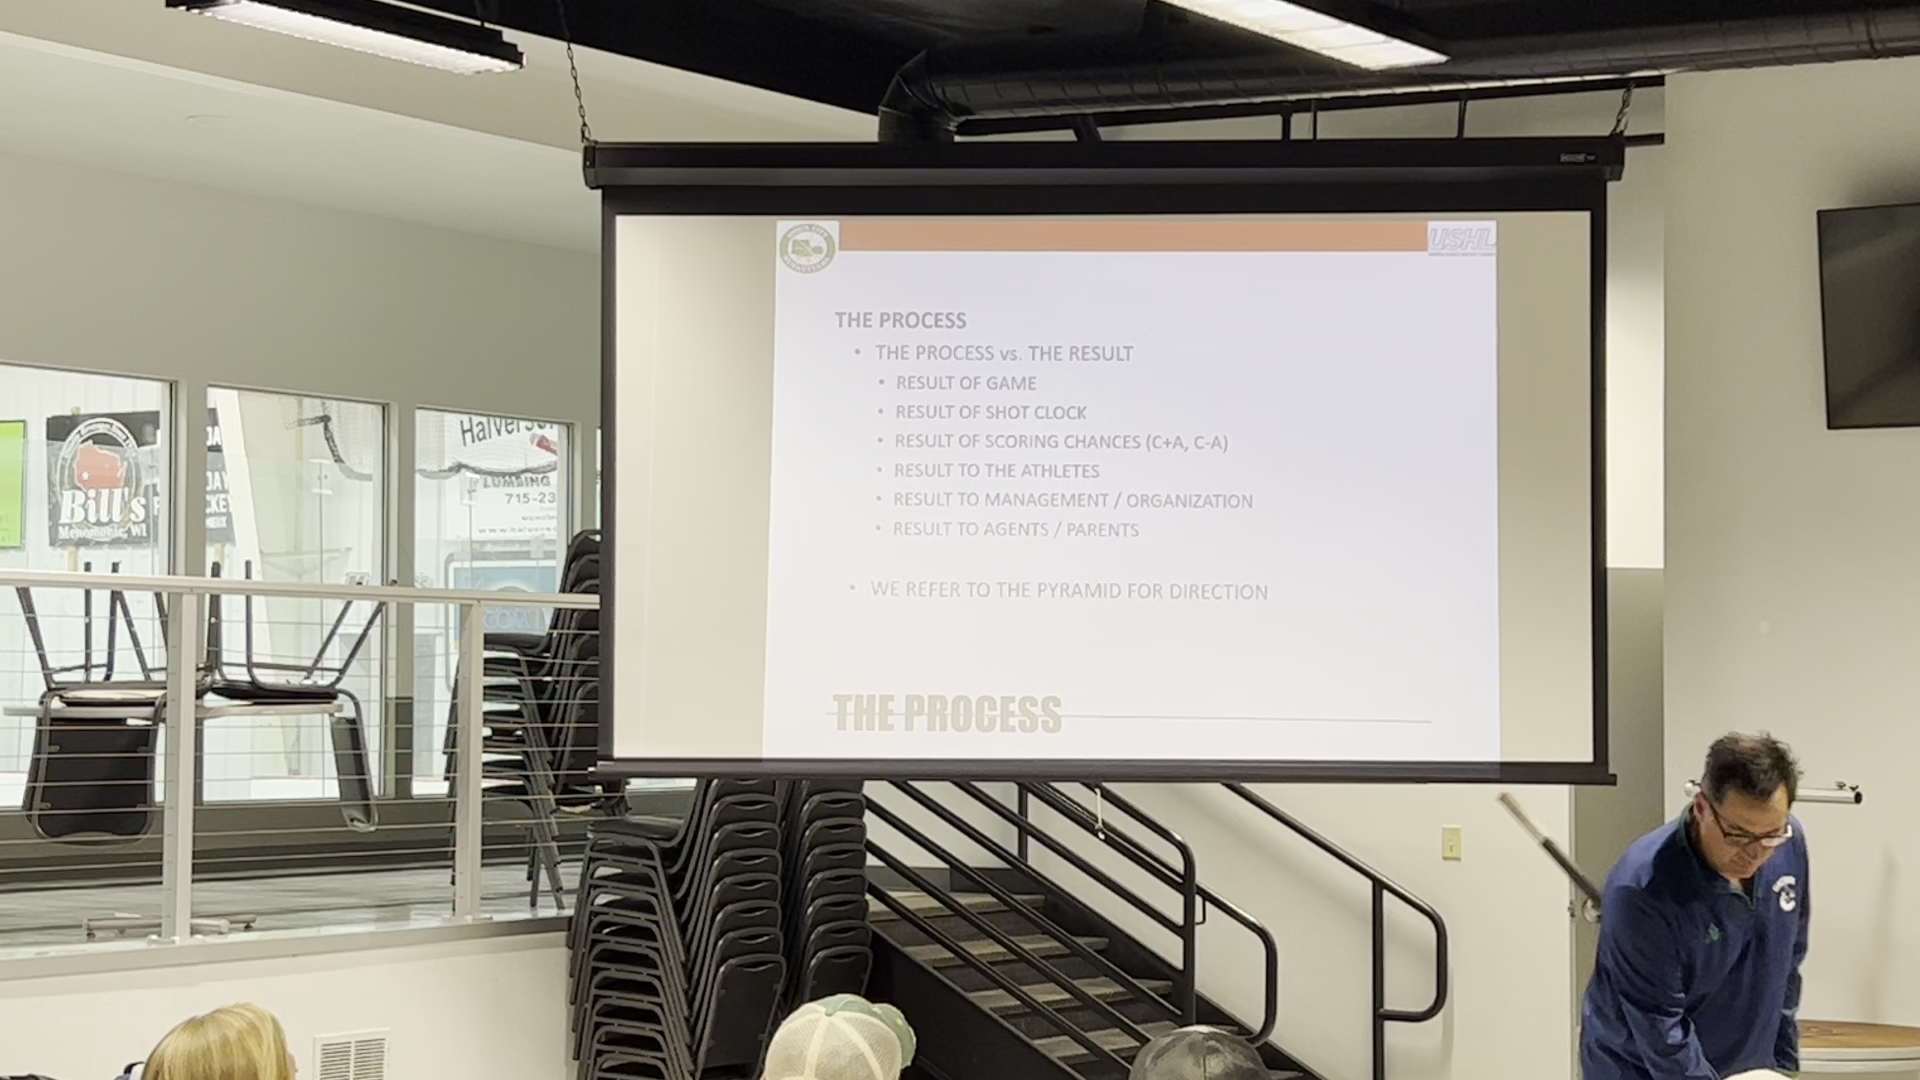 USHL
THE PROCESS
• THE PROCESS vs. THE RESULT
• RESULT OF GAME
• RESULT OF SHOT CLOCK
• RESULT OF SCORING CHANCES (C+A, C-A)
• RESULT TO THE ATHLETES
• RESULT TO MANAGEMENT / ORGANIZATION
• RESULT TO AGENTS / PARENTS
• WE REFER TO THE PYRAMID FOR DIRECTION
THE PROCESS
Bill's
Menomonie, WI
715-23